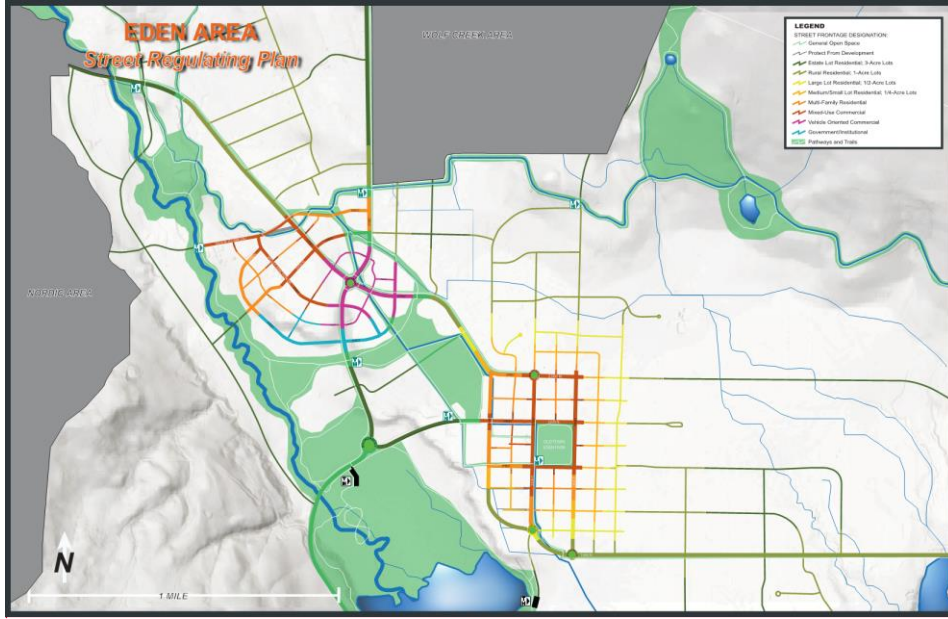 EDEN AREA
Street Regulating Plan
WOLF CREEK AREA
LEGEND
STREET FRONTAGE DESIGNATION:
General Open Space
Protect From Development
Estate Lot Residential; 3-Acre Lots
Rural Residential; 1-Acre Lots
Large Lot Residential; 1/2-Acre Lots
Medium/Small Lot Residential; 1/4-Acre Lots
Multi-Family Residential
Mixed-Use Commercial
Vehicle Oriented Commercial
Government/Institutional
Pathways and Trails
NORDIC AREA
N
1 MILE